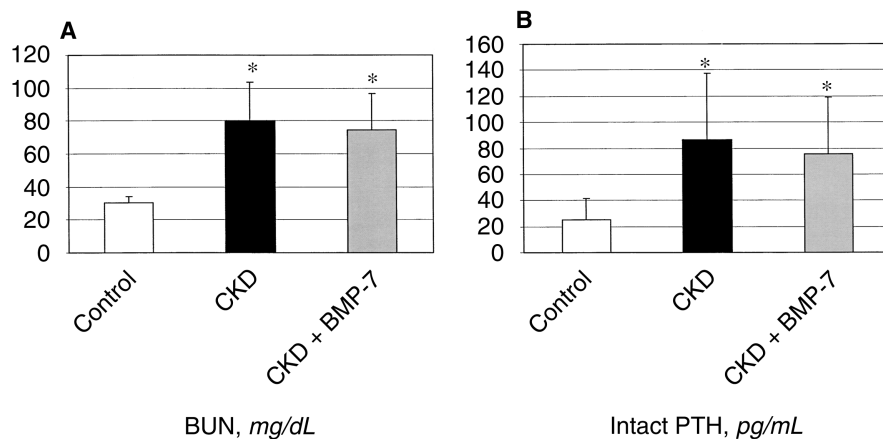 A
120
100
80
60
40
20
0
*
*
Control
CKD
CKD + BMP-7
BUN, mg/dL
B
160
140
120
100
80
60
40
20
0
*
*
Control
CKD
CKD + BMP-7
Intact PTH, pg/mL